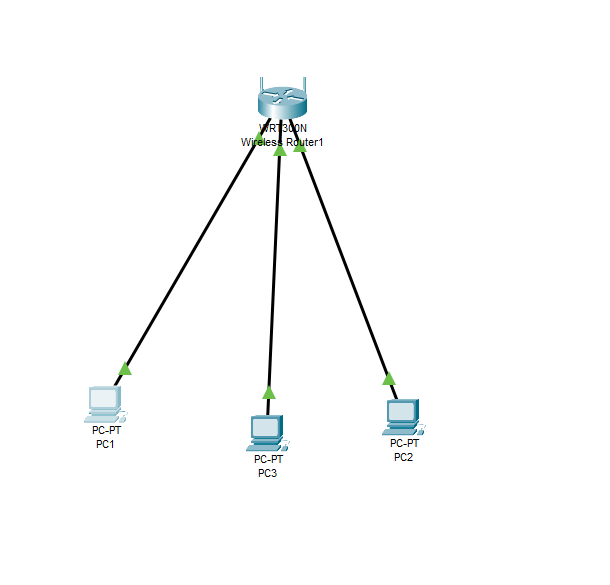 WRT300N
Wireless Router1
PC-PT
PC1
PC-PT
PC3
PC-PT
PC2